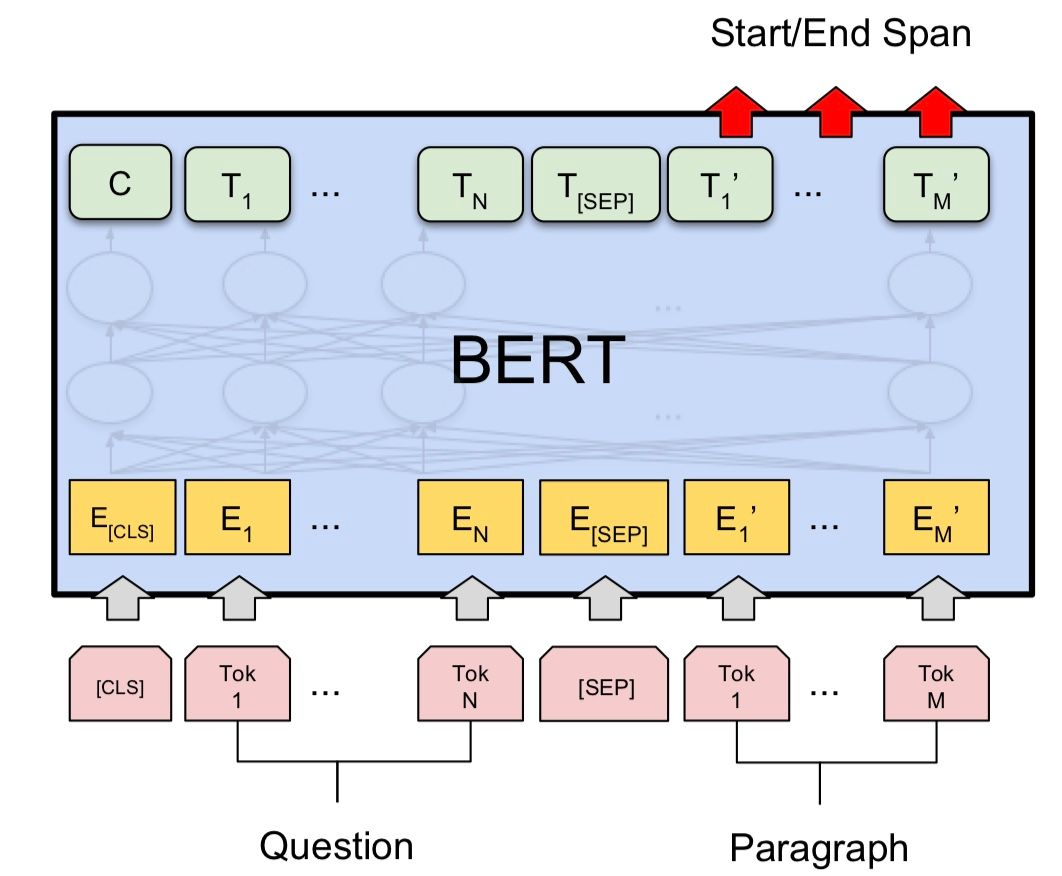 Start/End Span
C T1 ... TN T[SEP] T1’ ... TM’
...
BERT
...
E[CLS] E1 ... EN E[SEP] E1’ ... EM’
[CLS] Tok 1 ... Tok N [SEP] Tok 1 ... Tok M
Question Paragraph